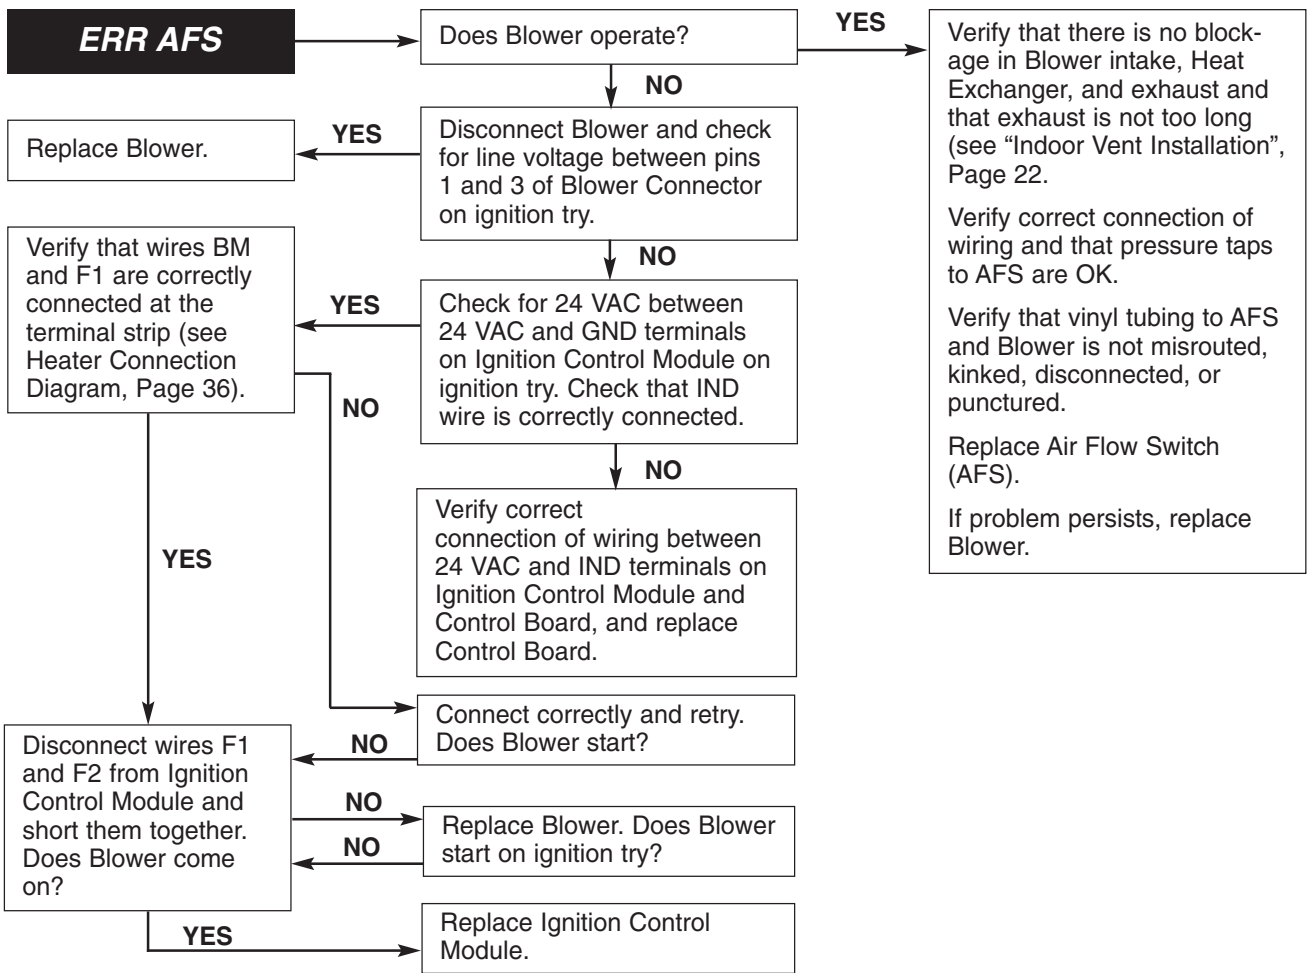 ERR AFS
Does Blower operate?
YES
NO
Verify that there is no block-
age in Blower intake, Heat
Exchanger, and exhaust and
that exhaust is not too long
(see “Indoor Vent Installation”,
Page 22.
Verify correct connection of
wiring and that pressure taps
to AFS are OK.
Verify that vinyl tubing to AFS
and Blower is not misrouted,
kinked, disconnected, or
punctured.
Replace Air Flow Switch
(AFS).
If problem persists, replace
Blower.
Disconnect Blower and check
for line voltage between pins
1 and 3 of Blower Connector
on ignition try.
YES
Replace Blower.
NO
Check for 24 VAC between
24 VAC and GND terminals
on Ignition Control Module on
ignition try. Check that IND
wire is correctly connected.
YES
Verify that wires BM
and F1 are correctly
connected at the
terminal strip (see
Heater Connection
Diagram, Page 36).
NO
NO
Verify correct
connection of wiring between
24 VAC and IND terminals on
Ignition Control Module and
Control Board, and replace
Control Board.
YES
Connect correctly and retry.
Does Blower start?
NO
Disconnect wires F1
and F2 from Ignition
Control Module and
short them together.
Does Blower come
on?
NO
Replace Blower. Does Blower
start on ignition try?
NO
YES
Replace Ignition Control
Module.